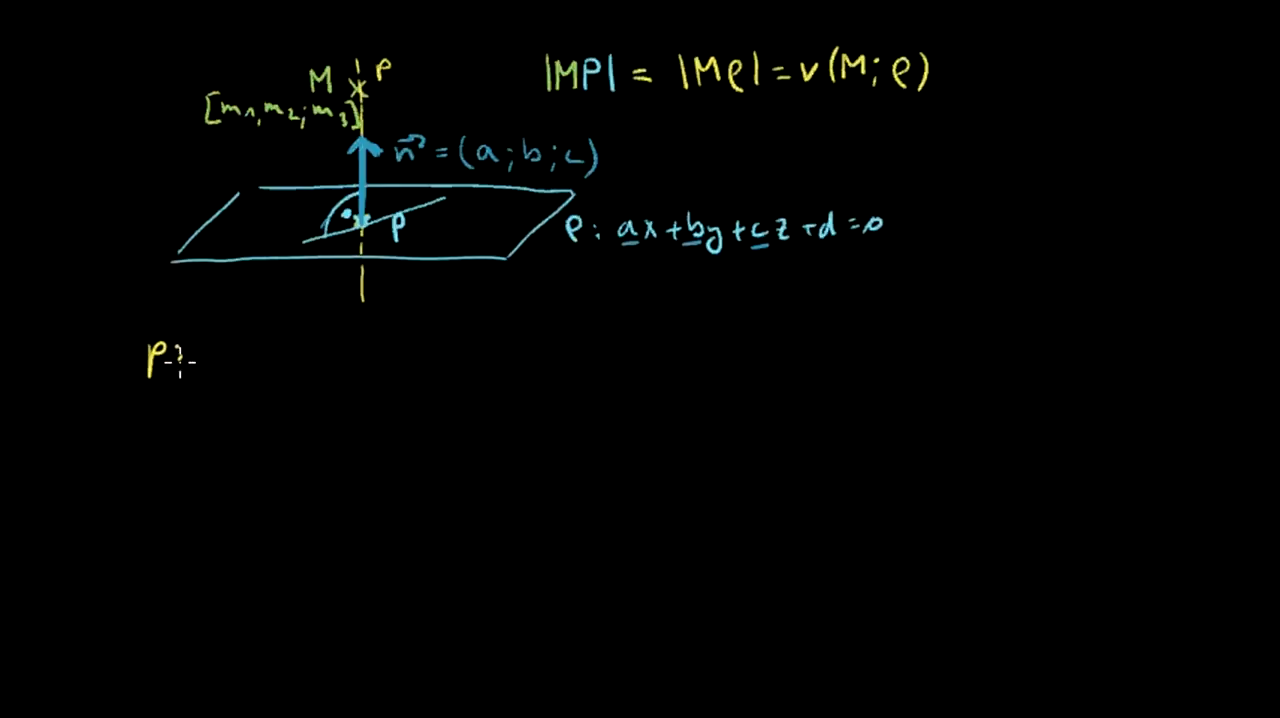 M p
[m₁, m₂; m₃]
|MP| = |Mρ| = v(M; ρ)
n⃗ = (a; b; c)
P
ρ: ax + by + cz + d = 0
p: